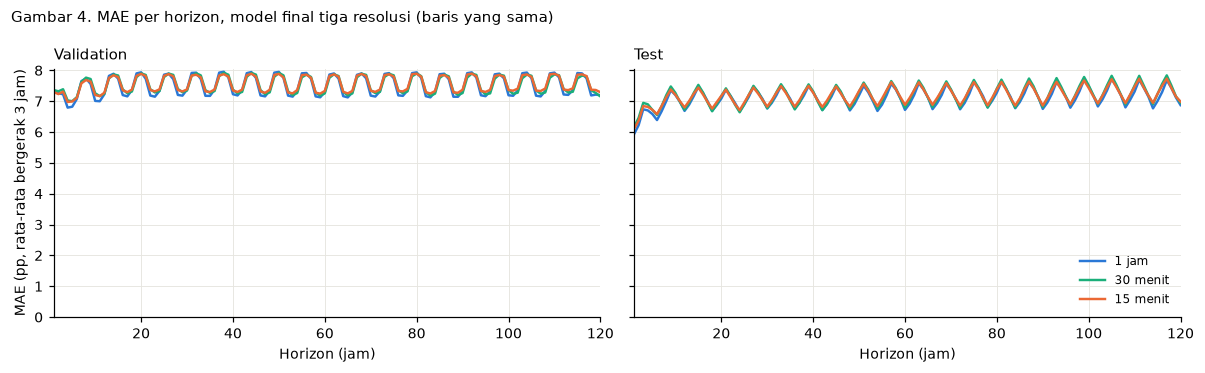 Gambar 4. MAE per horizon, model final tiga resolusi (baris yang sama)
Validation
MAE (pp, rata-rata bergerak 3 jam)
8
7
6
5
4
3
2
1
0
20
40
60
80
100
120
Horizon (jam)
Test
1 jam
30 menit
15 menit
20
40
60
80
100
120
Horizon (jam)